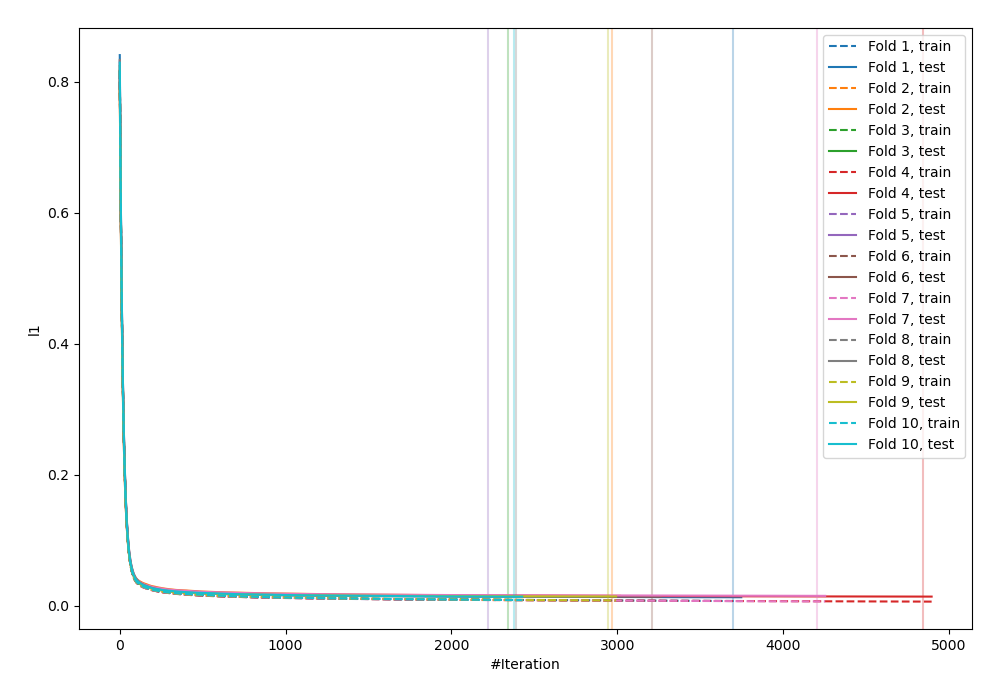 0.8
0.6
0.4
0.2
0.0
l1
0
1000
2000
3000
4000
5000
#Iteration
Fold 1, train
Fold 1, test
Fold 2, train
Fold 2, test
Fold 3, train
Fold 3, test
Fold 4, train
Fold 4, test
Fold 5, train
Fold 5, test
Fold 6, train
Fold 6, test
Fold 7, train
Fold 7, test
Fold 8, train
Fold 8, test
Fold 9, train
Fold 9, test
Fold 10, train
Fold 10, test